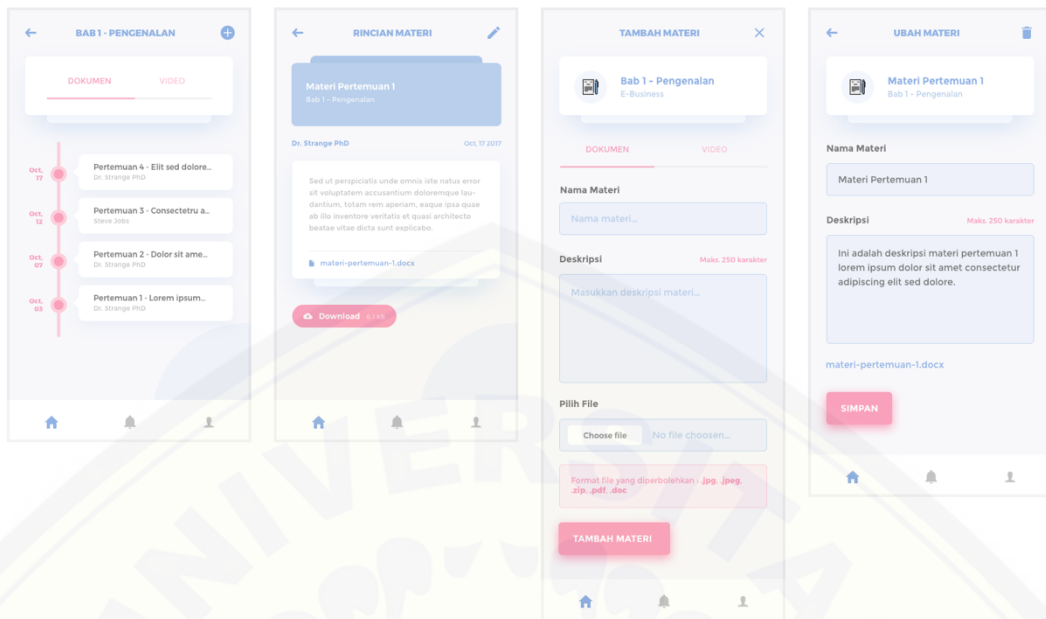 BAB 1 - PENGENALAN
DOKUMEN VIDEO
Oct, 17
Pertemuan 4 - Elit sed dolore...
Dr. Strange PhD
Oct, 12
Pertemuan 3 - Consectetru a...
Steve Jobs
Oct, 07
Pertemuan 2 - Dolor sit ame...
Dr. Strange PhD
Oct, 03
Pertemuan 1 - Lorem ipsum...
Dr. Strange PhD
RINCIAN MATERI
Materi Pertemuan 1
Bab 1 - Pengenalan
Dr. Strange PhD Oct, 17 2017
Sed ut perspiciatis unde omnis iste natus error
sit voluptatem accusantium doloremque lau-
dantium, totam rem aperiam, eaque ipsa quae
ab illo inventore veritatis et quasi architecto
beatae vitae dicta sunt explicabo.
materi-pertemuan-1.docx
Download
TAMBAH MATERI
Bab 1 - Pengenalan
E-Business
DOKUMEN VIDEO
Nama Materi
Nama materi...
Deskripsi Maks. 250 karakter
Masukkan deskripsi materi...
Pilih File
Choose file No file choosen...
Format file yang diperbolehkan : .jpg, .jpeg,
.zip, .pdf, .doc
TAMBAH MATERI
UBAH MATERI
Materi Pertemuan 1
Bab 1 - Pengenalan
Nama Materi
Materi Pertemuan 1
Deskripsi Maks. 250 karakter
Ini adalah deskripsi materi pertemuan 1
lorem ipsum dolor sit amet consectetur
adipiscing elit sed dolore.
materi-pertemuan-1.docx
SIMPAN
UNIVERSITA